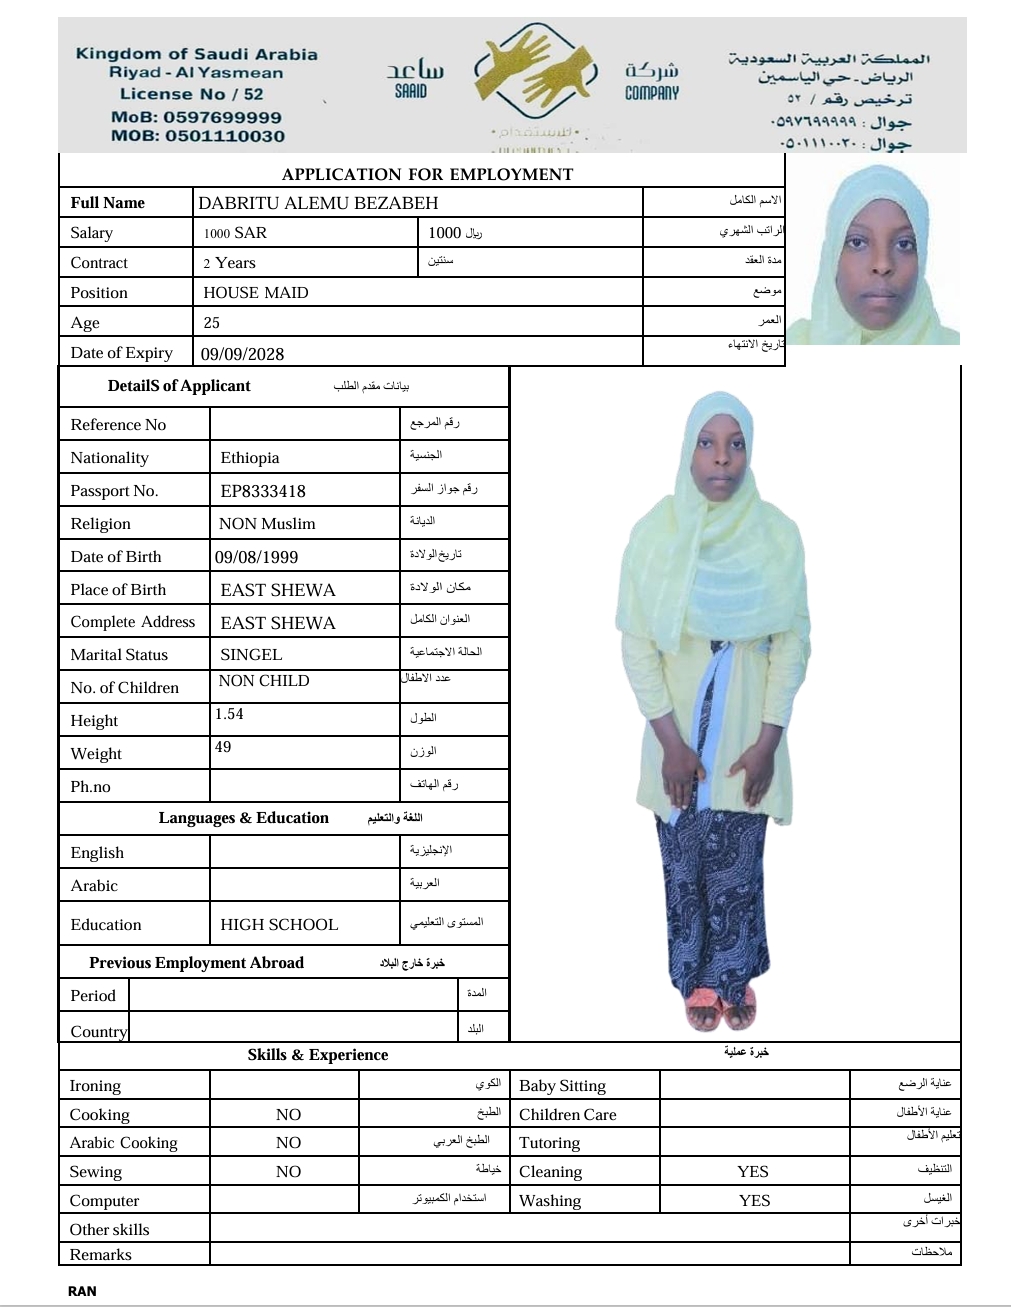 Kingdom of Saudi Arabia
Riyad - Al Yasmean
License No / 52
MoB: 0597699999
MOB: 0501110030
ساعد
SAAID
شركة
COMPANY
للاستقدام
المملكة العربية السعودية
الرياض - حي الياسمين
ترخيص رقم / ٥٢
جوال : ٠٥٩٧٦٩٩٩٩٩
جوال : ٠٥٠١١١٠٠٣٠
APPLICATION FOR EMPLOYMENT
Full Name DABRITU ALEMU BEZABEH الاسم الكامل
Salary 1000 SAR 1000 ريال الراتب الشهري
Contract 2 Years سنتين مدة العقد
Position HOUSE MAID موضع
Age 25 العمر
Date of Expiry 09/09/2028 تاريخ الانتهاء
DetailS of Applicant بيانات مقدم الطلب
Reference No رقم المرجع
Nationality Ethiopia الجنسية
Passport No. EP8333418 رقم جواز السفر
Religion NON Muslim الديانة
Date of Birth 09/08/1999 تاريخ الولادة
Place of Birth EAST SHEWA مكان الولادة
Complete Address EAST SHEWA العنوان الكامل
Marital Status SINGEL الحالة الاجتماعية
No. of Children NON CHILD عدد الاطفال
Height 1.54 الطول
Weight 49 الوزن
Ph.no رقم الهاتف
Languages & Education اللغة والتعليم
English الإنجليزية
Arabic العربية
Education HIGH SCHOOL المستوى التعليمي
Previous Employment Abroad خبرة خارج البلاد
Period المدة
Country البلد
Skills & Experience خبرة عملية
Ironing الكوي Baby Sitting عناية الرضع
Cooking NO الطبخ Children Care عناية الأطفال
Arabic Cooking NO الطبخ العربي Tutoring تعليم الأطفال
Sewing NO خياطة Cleaning YES التنظيف
Computer استخدام الكمبيوتر Washing YES الغيسل
Other skills خبرات أخرى
Remarks ملاحظات
RAN